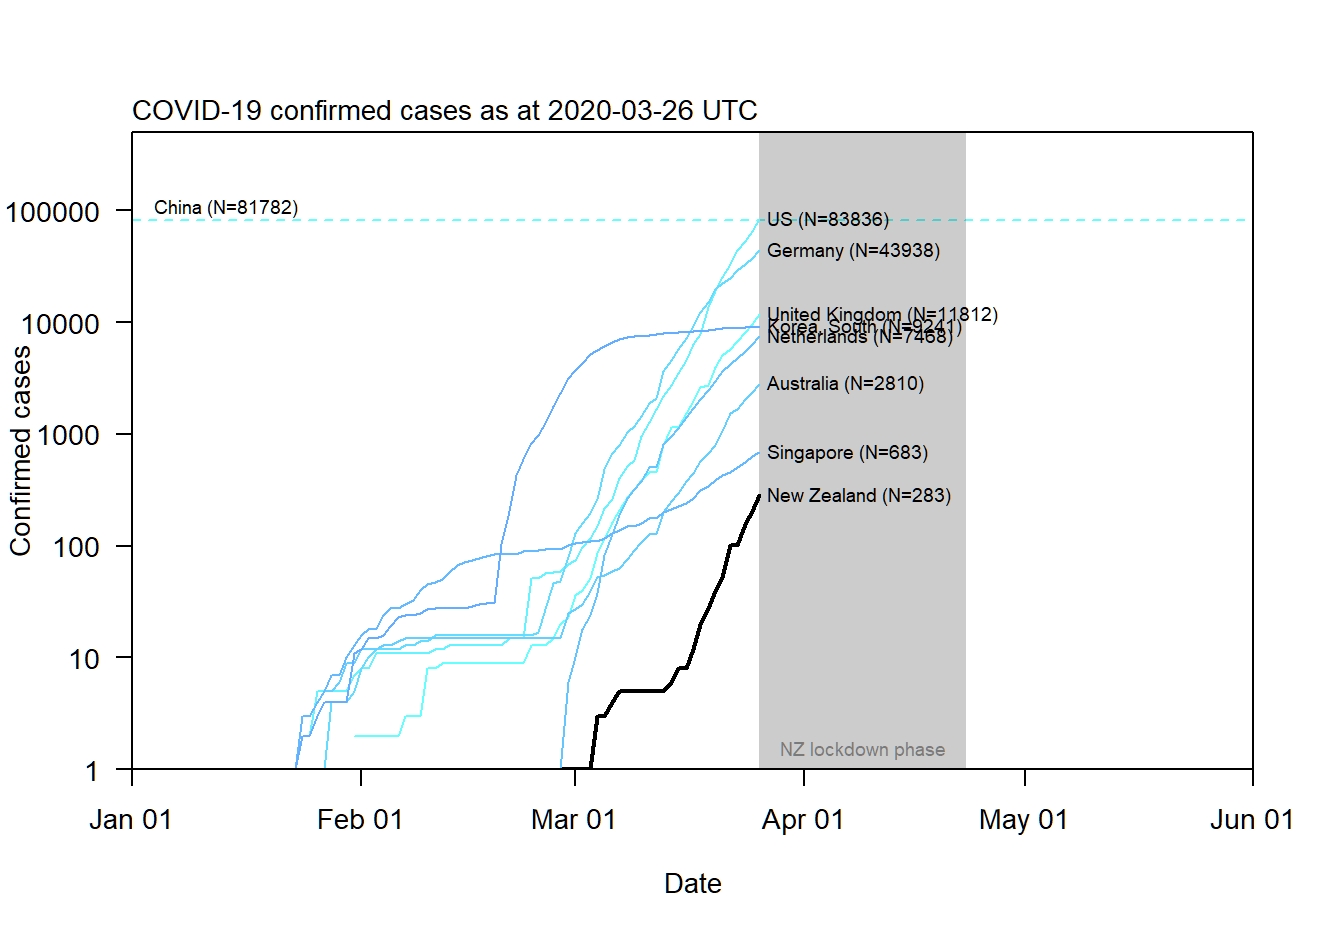 COVID-19 confirmed cases as at 2020-03-26 UTC
Confirmed cases
100000
10000
1000
100
10
1
China (N=81782)
US (N=83836)
Germany (N=43938)
United Kingdom (N=11812)
Korea, South (N=9241)
Netherlands (N=7468)
Australia (N=2810)
Singapore (N=683)
New Zealand (N=283)
NZ lockdown phase
Jan 01
Feb 01
Mar 01
Apr 01
May 01
Jun 01
Date